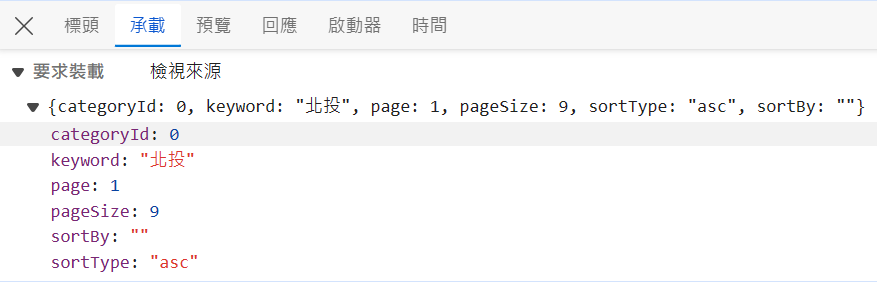 標頭 承載 預覽 回應 啟動器 時間
要求裝載 檢視來源
{categoryId: 0, keyword: "北投", page: 1, pageSize: 9, sortType: "asc", sortBy: ""}
categoryId: 0
keyword: "北投"
page: 1
pageSize: 9
sortBy: ""
sortType: "asc"